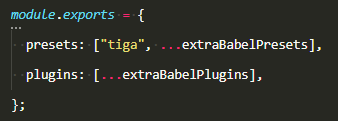 module.exports = {
presets: ["tiga", ...extraBabelPresets],
plugins: [...extraBabelPlugins],
};